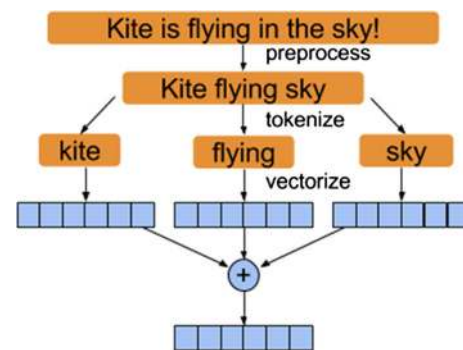 Kite is flying in the sky!
preprocess
Kite flying sky
tokenize
kite
flying
sky
vectorize
+